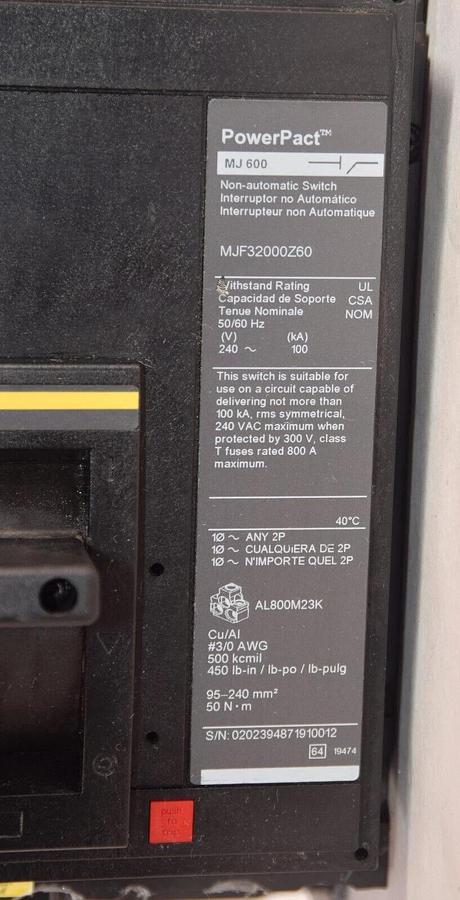 PowerPact™
MJ 600
Non-automatic Switch
Interruptor no Automático
Interrupteur non Automatique
MJF32000Z60
Withstand Rating UL
Capacidad de Soporte CSA
Tenue Nominale NOM
50/60 Hz
(V) (kA)
240 ~ 100
This switch is suitable for
use on a circuit capable of
delivering not more than
100 kA, rms symmetrical,
240 VAC maximum when
protected by 300 V, class
T fuses rated 800 A
maximum.
40°C
1Ø ~ ANY 2P
1Ø ~ CUALQUIERA DE 2P
1Ø ~ N'IMPORTE QUEL 2P
AL800M23K
Cu/Al
#3/0 AWG
500 kcmil
450 lb-in / lb-po / lb-pulg
95–240 mm²
50 N·m
S/N: 0202394871910012
64 19474
push
to
trip